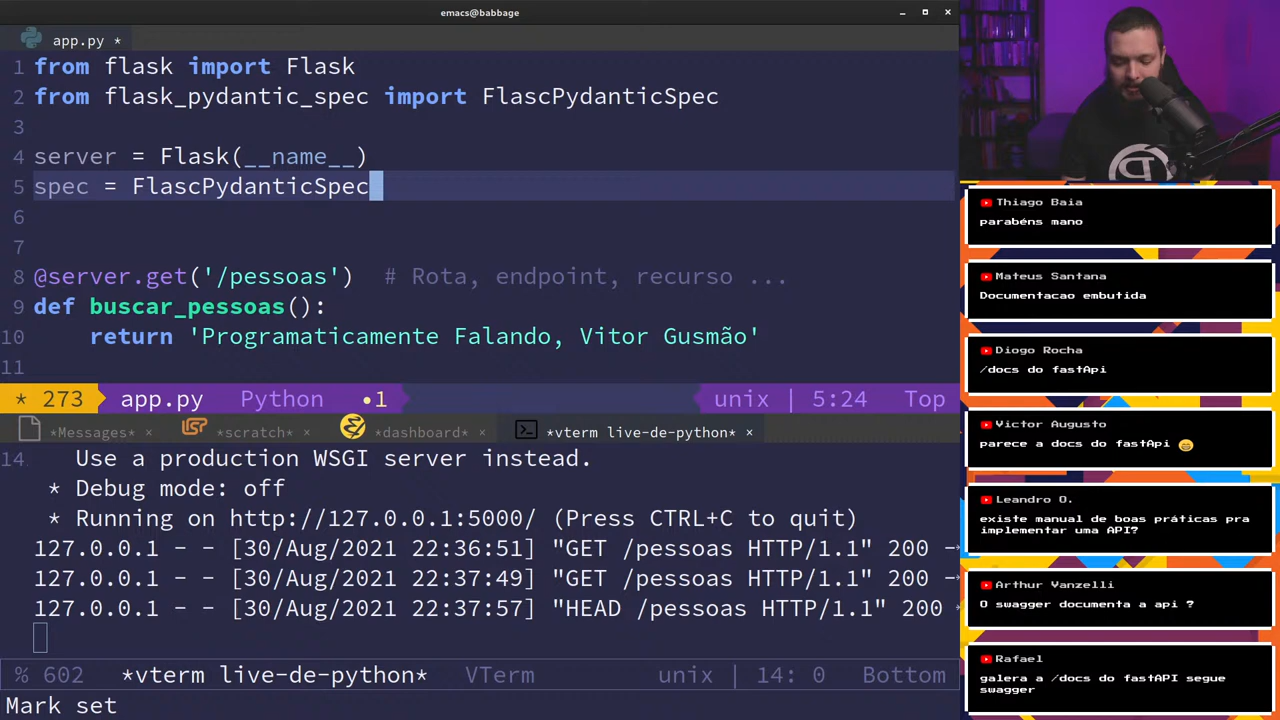 emacs@babbage
app.py *
1 from flask import Flask
2 from flask_pydantic_spec import FlascPydanticSpec
3
4 server = Flask(__name__)
5 spec = FlascPydanticSpec
6
7
8 @server.get('/pessoas')  # Rota, endpoint, recurso ...
9 def buscar_pessoas():
10     return 'Programaticamente Falando, Vitor Gusmão'
11
* 273 app.py Python •1 unix | 5:24 Top
*Messages* × *scratch* × *dashboard* × *vterm live-de-python* ×
14 Use a production WSGI server instead.
* Debug mode: off
* Running on http://127.0.0.1:5000/ (Press CTRL+C to quit)
127.0.0.1 - - [30/Aug/2021 22:36:51] "GET /pessoas HTTP/1.1" 200 -
127.0.0.1 - - [30/Aug/2021 22:37:49] "GET /pessoas HTTP/1.1" 200 -
127.0.0.1 - - [30/Aug/2021 22:37:57] "HEAD /pessoas HTTP/1.1" 200
% 602 *vterm live-de-python* VTerm unix | 14: 0 Bottom
Mark set
Thiago Baia
parabéns mano
Mateus Santana
Documentacao embutida
Diogo Rocha
/docs do fastApi
Victor Augusto
parece a docs do fastApi 😁
Leandro O.
existe manual de boas práticas pra
implementar uma API?
Arthur Vanzelli
O swagger documenta a api ?
Rafael
galera a /docs do fastAPI segue
swagger